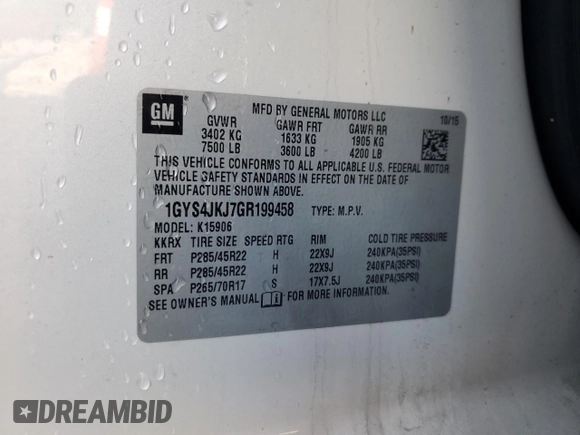 GM
MFD BY GENERAL MOTORS LLC
10/15
GVWR GAWR FRT GAWR RR
3402 KG 1633 KG 1905 KG
7500 LB 3600 LB 4200 LB
THIS VEHICLE CONFORMS TO ALL APPLICABLE U.S. FEDERAL MOTOR
VEHICLE SAFETY STANDARDS IN EFFECT ON THE DATE OF
MANUFACTURE SHOWN ABOVE.
1GYS4JKJ7GR199458 TYPE: M.P.V.
MODEL: K15906
KKRX TIRE SIZE SPEED RTG RIM COLD TIRE PRESSURE
FRT P285/45R22 H 22X9J 240KPA(35PSI)
RR P285/45R22 H 22X9J 240KPA(35PSI)
SPA P265/70R17 S 17X7.5J 240KPA(35PSI)
SEE OWNER'S MANUAL FOR MORE INFORMATION.
DREAMBID